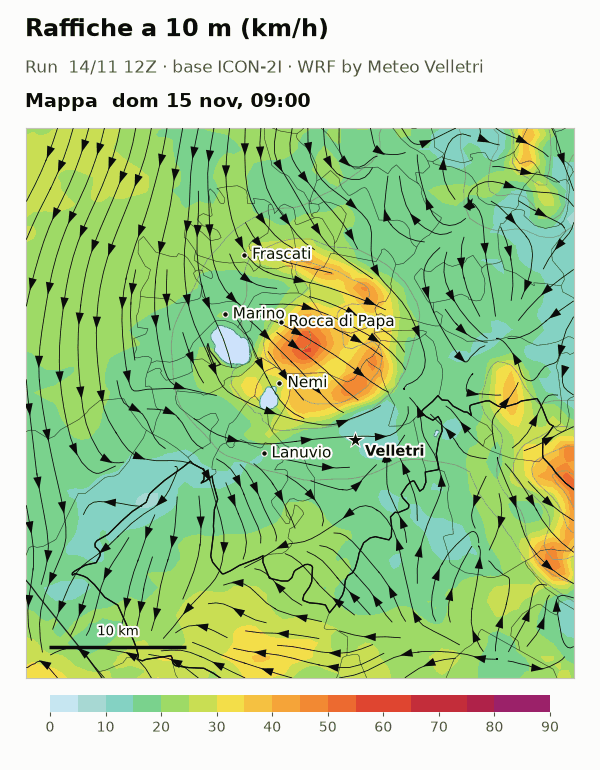 Raffiche a 10 m (km/h)
Run 14/11 12Z · base ICON-2I · WRF by Meteo Velletri
Mappa dom 15 nov, 09:00
Frascati
Marino
Rocca di Papa
Nemi
Velletri
Lanuvio
10 km
0 10 20 30 40 50 60 70 80 90